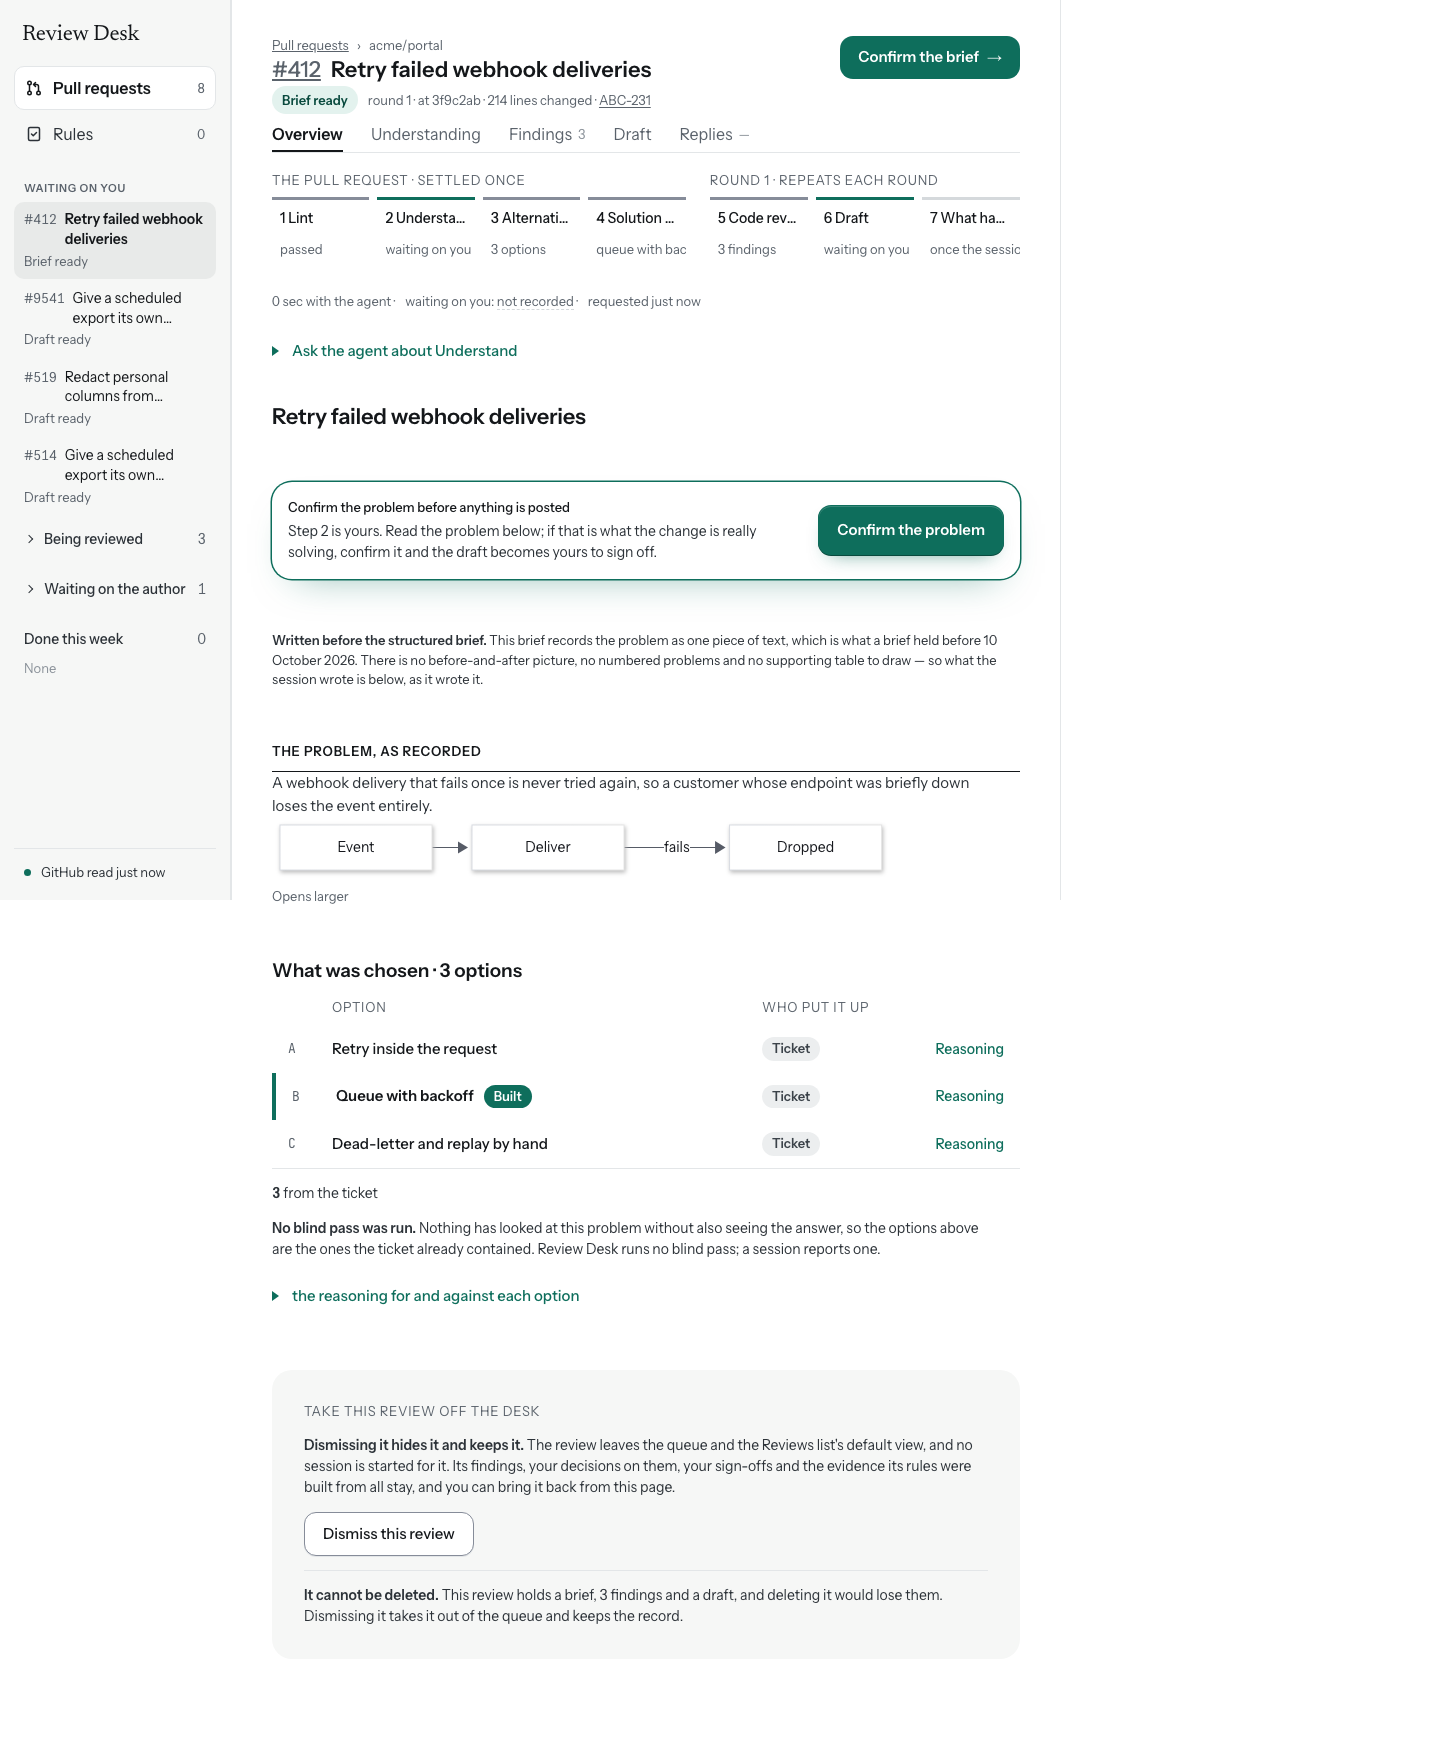 Review Desk
Pull requests 8
Rules 0
WAITING ON YOU
#412 Retry failed webhook
deliveries
Brief ready
#9541 Give a scheduled
export its own...
Draft ready
#519 Redact personal
columns from...
Draft ready
#514 Give a scheduled
export its own...
Draft ready
Being reviewed 3
Waiting on the author 1
Done this week 0
None
GitHub read just now
Pull requests › acme/portal
#412 Retry failed webhook deliveries
Confirm the brief →
Brief ready round 1 · at 3f9c2ab · 214 lines changed · ABC-231
Overview Understanding Findings 3 Draft Replies —
THE PULL REQUEST · SETTLED ONCE ROUND 1 · REPEATS EACH ROUND
1 Lint 2 Understa... 3 Alternati... 4 Solution ... 5 Code rev... 6 Draft 7 What ha...
passed waiting on you 3 options queue with bac 3 findings waiting on you once the sessic
0 sec with the agent · waiting on you: not recorded · requested just now
Ask the agent about Understand
Retry failed webhook deliveries
Confirm the problem before anything is posted
Step 2 is yours. Read the problem below; if that is what the change is really
solving, confirm it and the draft becomes yours to sign off.
Confirm the problem
Written before the structured brief. This brief records the problem as one piece of text, which is what a brief held before 10
October 2026. There is no before-and-after picture, no numbered problems and no supporting table to draw — so what the
session wrote is below, as it wrote it.
THE PROBLEM, AS RECORDED
A webhook delivery that fails once is never tried again, so a customer whose endpoint was briefly down
loses the event entirely.
Event Deliver fails Dropped
Opens larger
What was chosen · 3 options
OPTION WHO PUT IT UP
A Retry inside the request Ticket Reasoning
B Queue with backoff Built Ticket Reasoning
C Dead-letter and replay by hand Ticket Reasoning
3 from the ticket
No blind pass was run. Nothing has looked at this problem without also seeing the answer, so the options above
are the ones the ticket already contained. Review Desk runs no blind pass; a session reports one.
the reasoning for and against each option
TAKE THIS REVIEW OFF THE DESK
Dismissing it hides it and keeps it. The review leaves the queue and the Reviews list's default view, and no
session is started for it. Its findings, your decisions on them, your sign-offs and the evidence its rules were
built from all stay, and you can bring it back from this page.
Dismiss this review
It cannot be deleted. This review holds a brief, 3 findings and a draft, and deleting it would lose them.
Dismissing it takes it out of the queue and keeps the record.